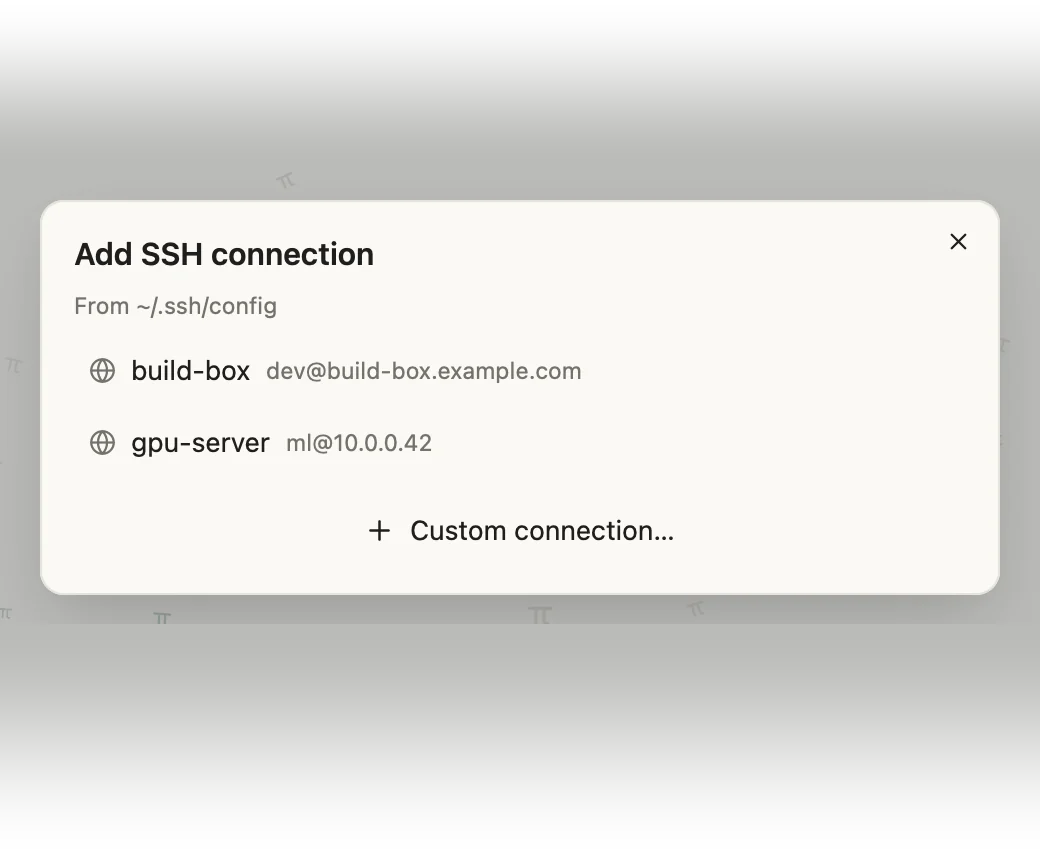 π
Add SSH connection
From ~/.ssh/config
build-box dev@build-box.example.com
π
gpu-server ml@10.0.0.42
+ Custom connection...
π π π π